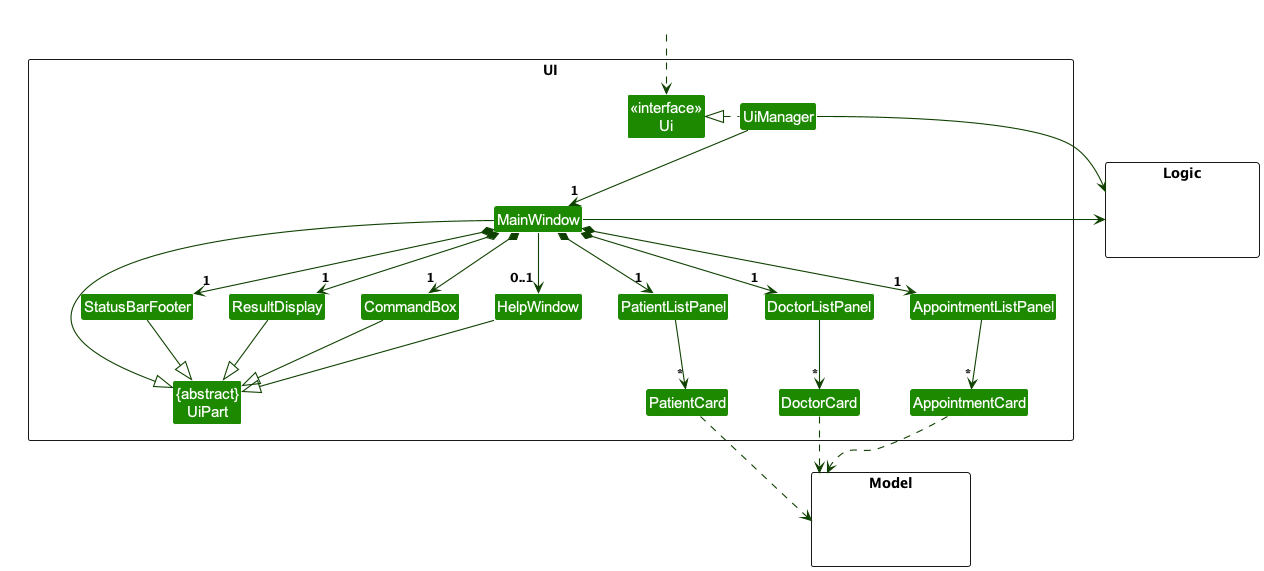 UI
«interface»
Ui
UiManager
Logic
1
MainWindow
1
1
1
0..1
1
1
1
StatusBarFooter
ResultDisplay
CommandBox
HelpWindow
PatientListPanel
DoctorListPanel
AppointmentListPanel
*
*
*
{abstract}
UiPart
PatientCard
DoctorCard
AppointmentCard
Model